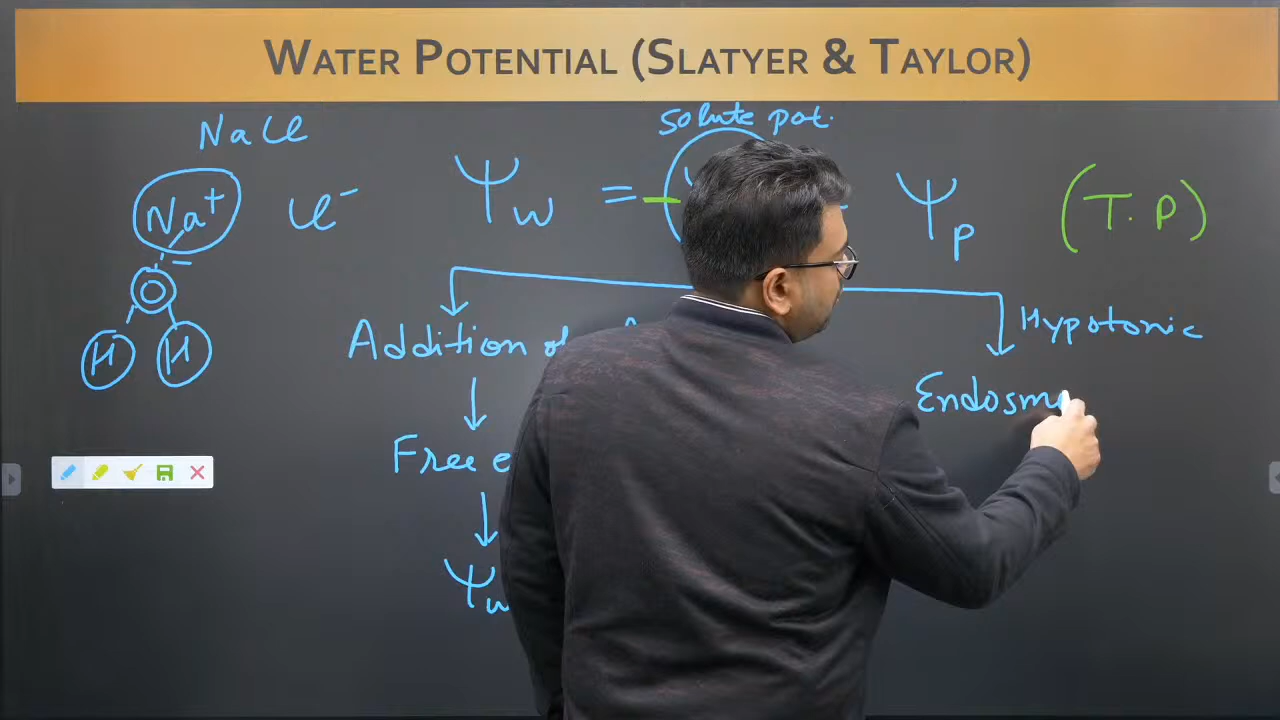 WATER POTENTIAL (SLATYER & TAYLOR)
solute pot.
NaCl
Na+ Cl-
Ψw = Ψp (T.P)
-
O
H H
Hypotonic
Addition of
Endosm
Free e
Ψw